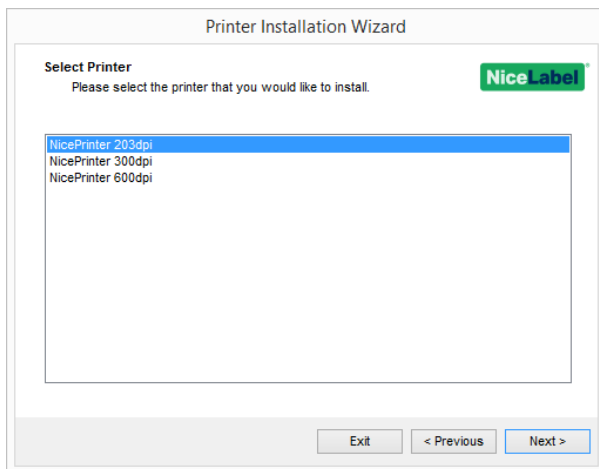 Printer Installation Wizard
Select Printer
Please select the printer that you would like to install.
NiceLabel
NicePrinter 203dpi
NicePrinter 300dpi
NicePrinter 600dpi
Exit
< Previous
Next >